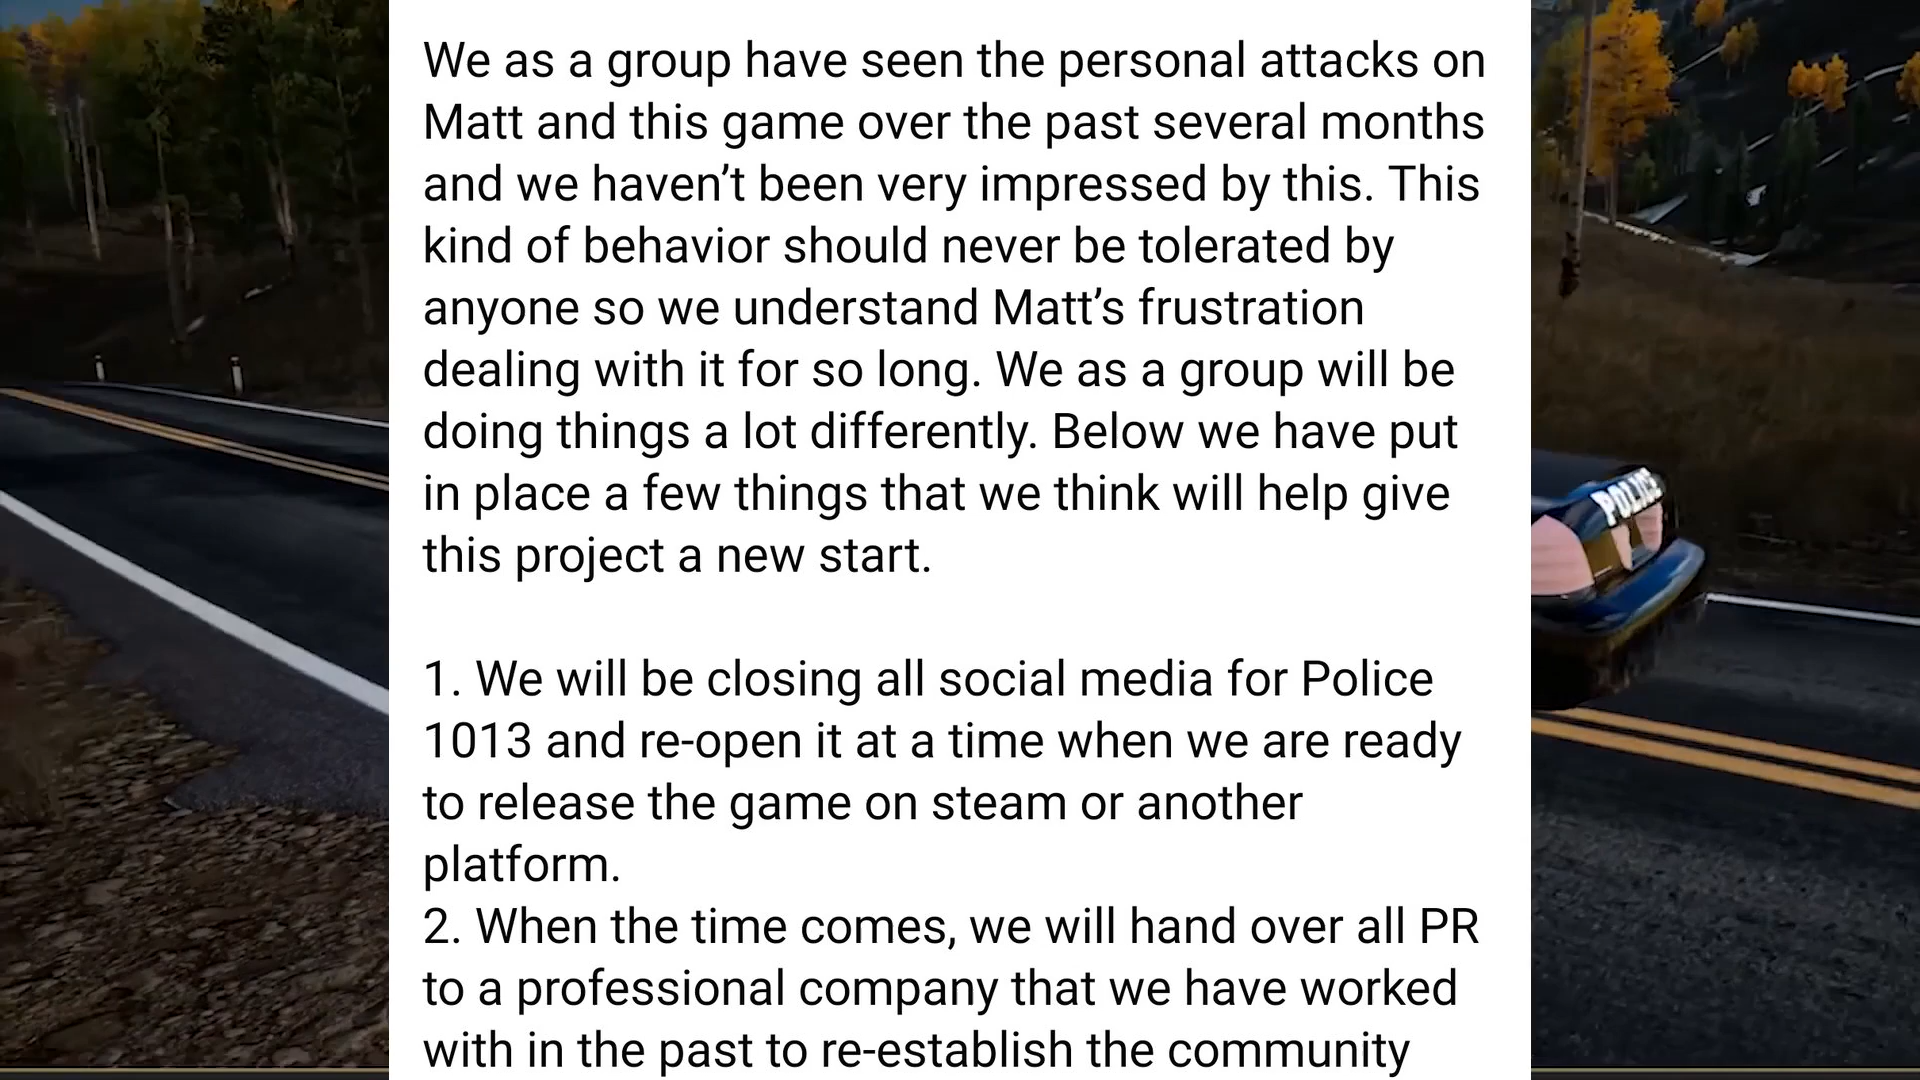 We as a group have seen the personal attacks on
Matt and this game over the past several months
and we haven’t been very impressed by this. This
kind of behavior should never be tolerated by
anyone so we understand Matt’s frustration
dealing with it for so long. We as a group will be
doing things a lot differently. Below we have put
in place a few things that we think will help give
this project a new start.
1. We will be closing all social media for Police
1013 and re-open it at a time when we are ready
to release the game on steam or another
platform.
2. When the time comes, we will hand over all PR
to a professional company that we have worked
with in the past to re-establish the community
POLICE